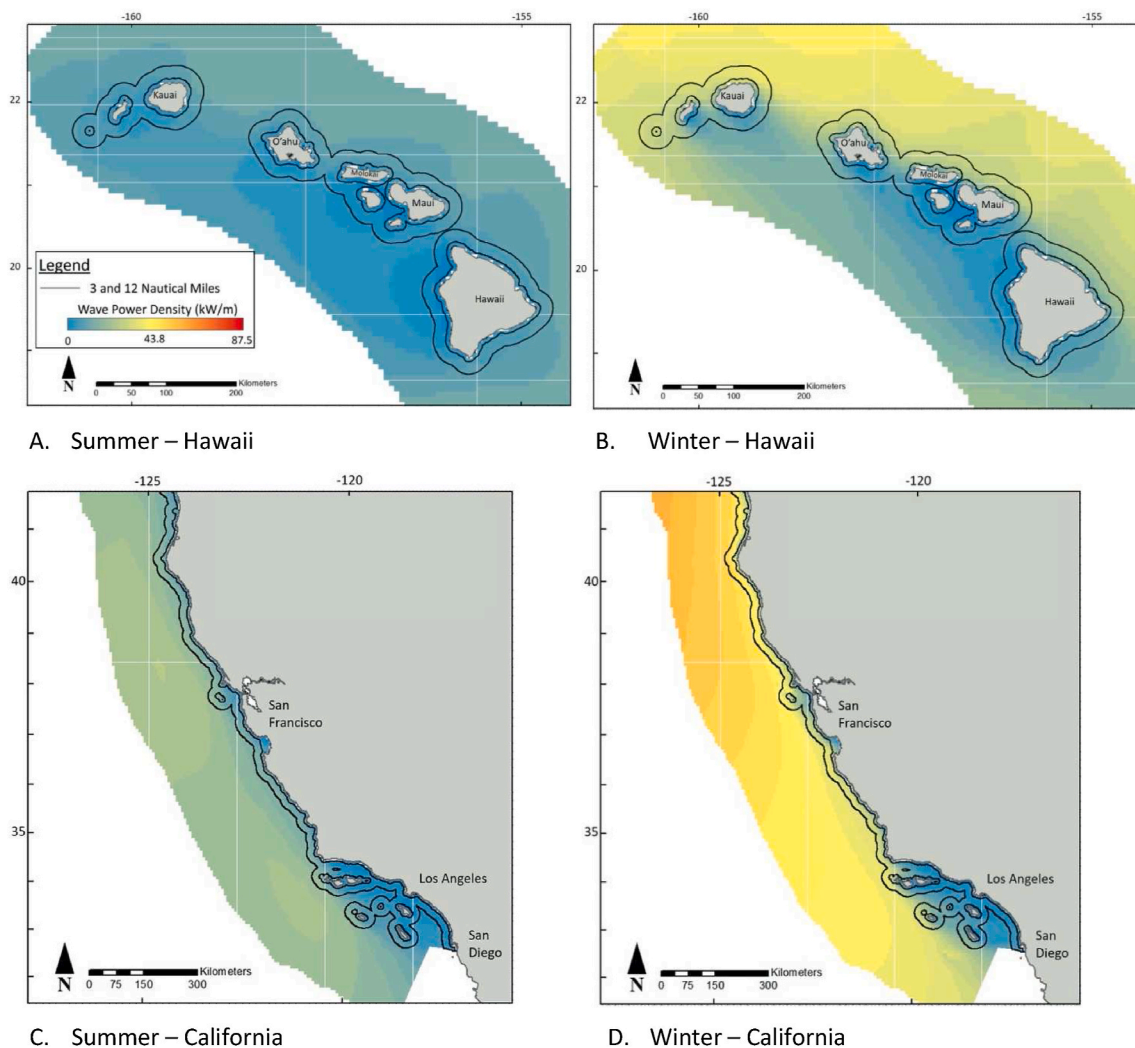 -160
-155
-160
-155
22
Kauai
O'ahu
Molokai
Maui
Hawaii
20
Legend
3 and 12 Nautical Miles
Wave Power Density (kW/m)
0
43.8
87.5
N
Kilometers
0 50 100 200
22
Kauai
O'ahu
Molokai
Maui
Hawaii
20
N
Kilometers
0 50 100 200
A. Summer – Hawaii
B. Winter – Hawaii
-125
-120
40
San
Francisco
35
Los Angeles
San
Diego
N
Kilometers
0 75 150 300
-125
-120
40
San
Francisco
35
Los Angeles
San
Diego
N
Kilometers
0 75 150 300
C. Summer – California
D. Winter – California